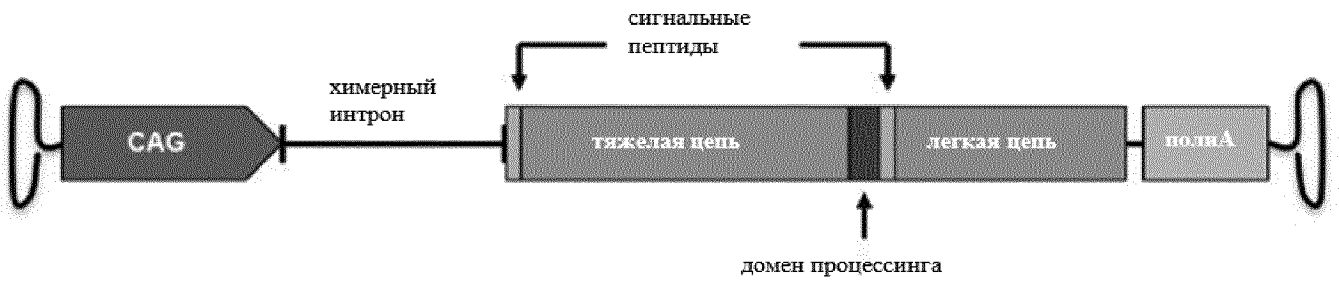 сигнальные
пептиды
химерный
интрон
CAG
тяжелая цепь
легкая цепь
полиА
домен процессинга